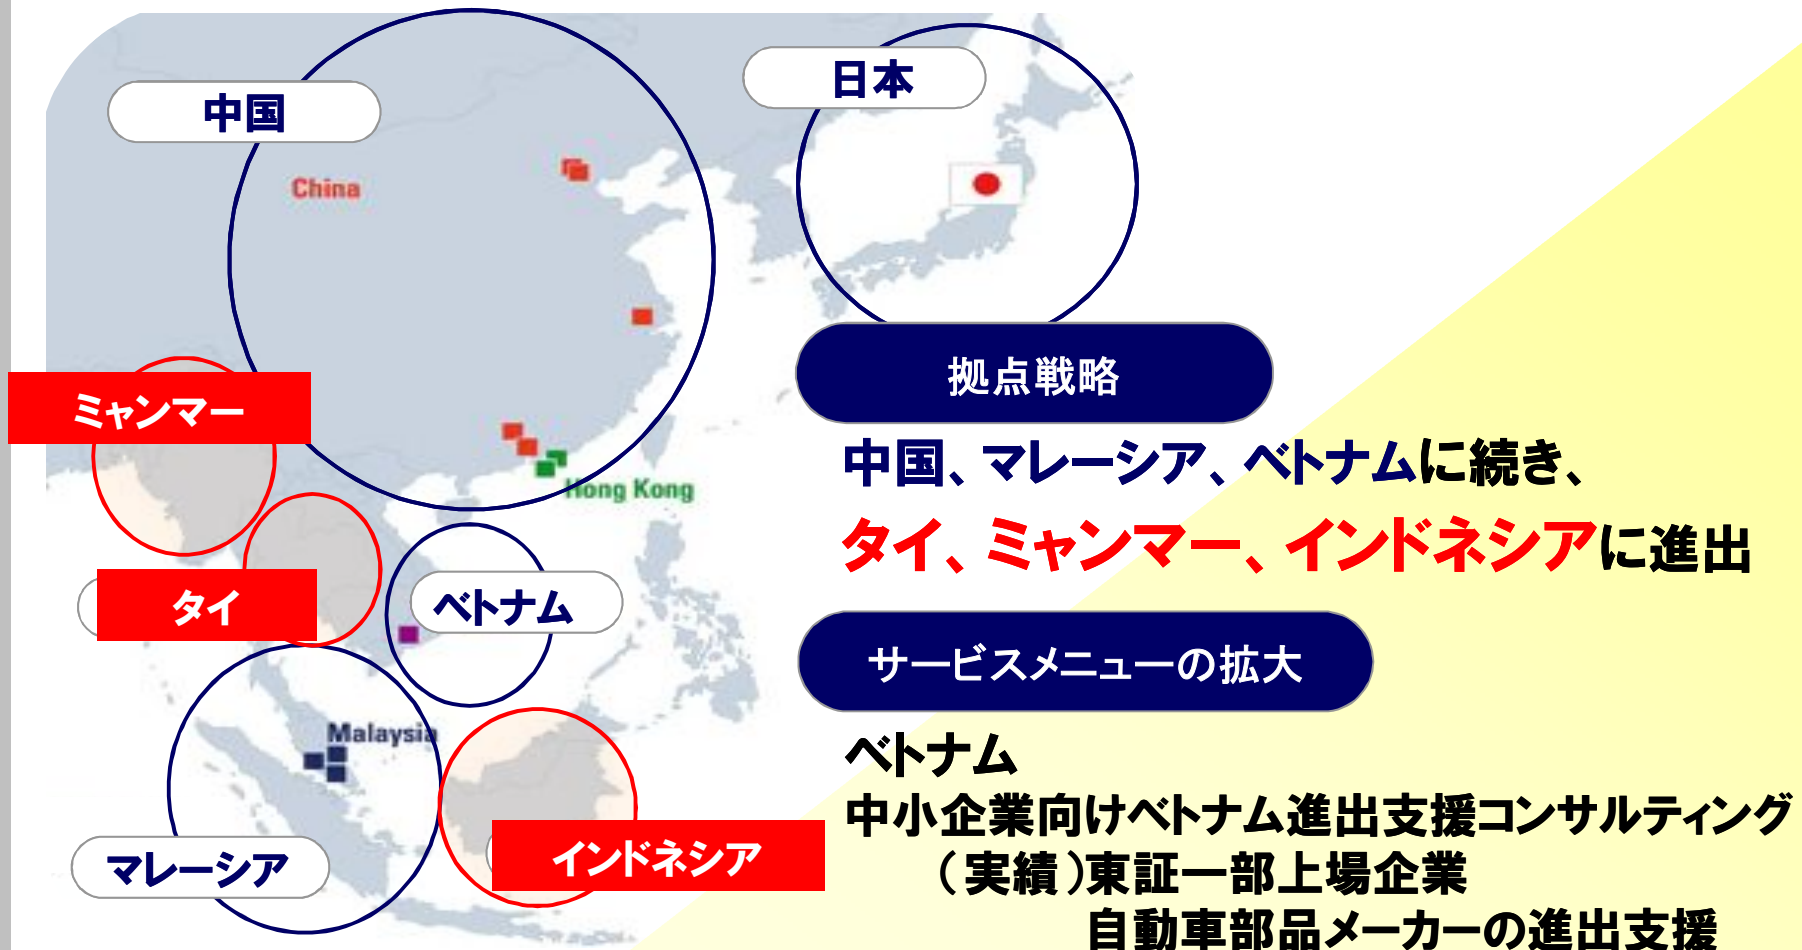 中国
日本
China
ミャンマー
Hong Kong
タイ
ベトナム
Malaysia
マレーシア
インドネシア
拠点戦略
中国、マレーシア、ベトナムに続き、
タイ、ミャンマー、インドネシアに進出
サービスメニューの拡大
ベトナム
中小企業向けベトナム進出支援コンサルティング
（実績）東証一部上場企業
自動車部品メーカーの進出支援